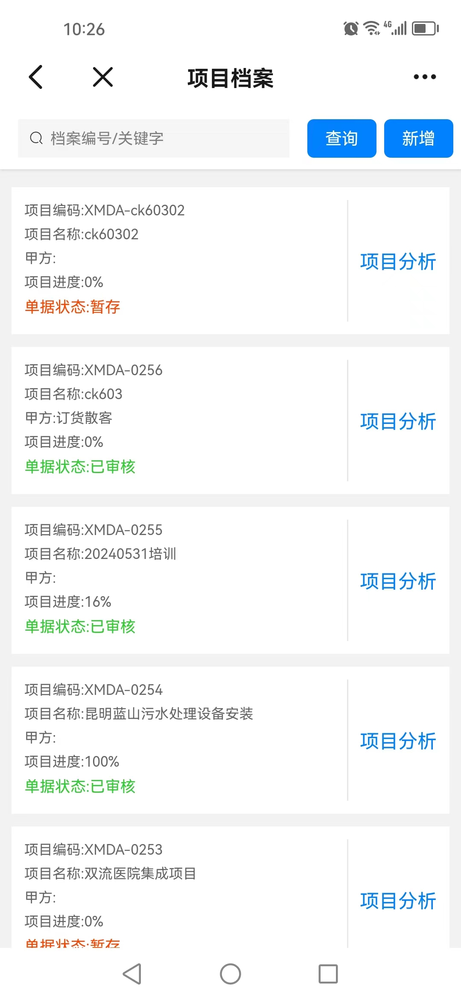 10:26
4G
项目档案
档案编号/关键字
查询
新增
项目编码:XMDA-ck60302
项目名称:ck60302
甲方:
项目进度:0%
单据状态:暂存
项目分析
项目编码:XMDA-0256
项目名称:ck603
甲方:订货散客
项目进度:0%
单据状态:已审核
项目分析
项目编码:XMDA-0255
项目名称:20240531培训
甲方:
项目进度:16%
单据状态:已审核
项目分析
项目编码:XMDA-0254
项目名称:昆明蓝山污水处理设备安装
甲方:
项目进度:100%
单据状态:已审核
项目分析
项目编码:XMDA-0253
项目名称:双流医院集成项目
甲方:
项目进度:0%
单据状态:暂存
项目分析